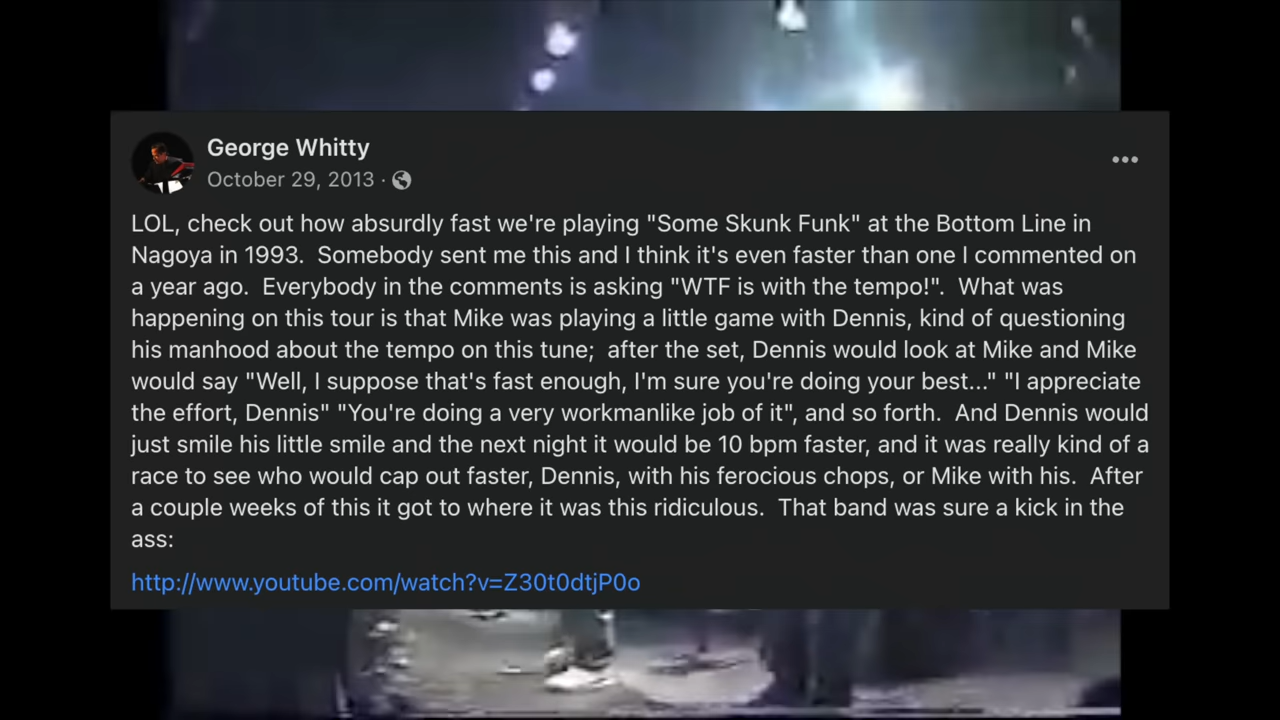 George Whitty
October 29, 2013 ·
LOL, check out how absurdly fast we're playing "Some Skunk Funk" at the Bottom Line in
Nagoya in 1993.  Somebody sent me this and I think it's even faster than one I commented on
a year ago.  Everybody in the comments is asking "WTF is with the tempo!".  What was
happening on this tour is that Mike was playing a little game with Dennis, kind of questioning
his manhood about the tempo on this tune;  after the set, Dennis would look at Mike and Mike
would say "Well, I suppose that's fast enough, I'm sure you're doing your best..." "I appreciate
the effort, Dennis" "You're doing a very workmanlike job of it", and so forth.  And Dennis would
just smile his little smile and the next night it would be 10 bpm faster, and it was really kind of a
race to see who would cap out faster, Dennis, with his ferocious chops, or Mike with his.  After
a couple weeks of this it got to where it was this ridiculous.  That band was sure a kick in the
ass:
http://www.youtube.com/watch?v=Z30t0dtjP0o